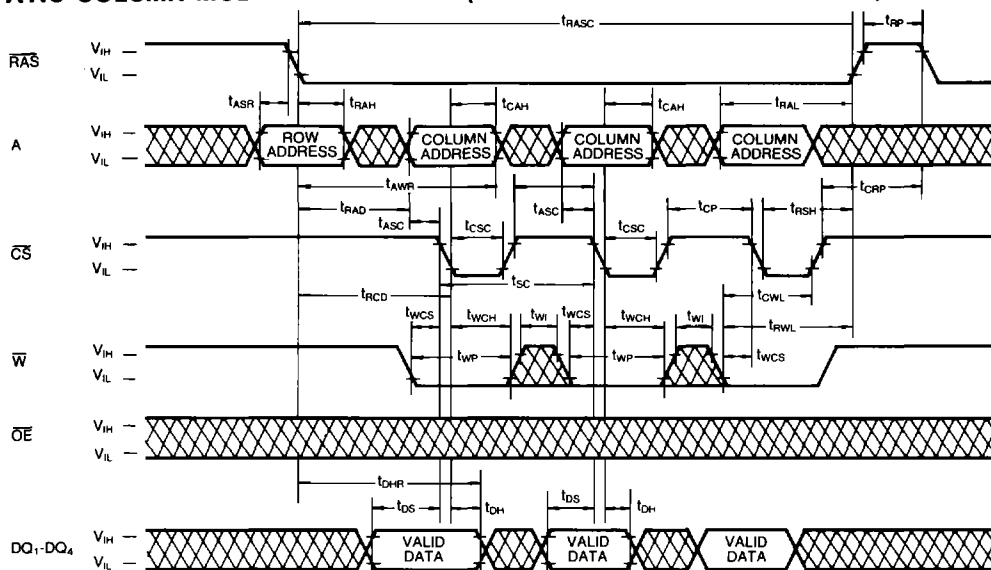 tRASC tRP
RAS VIH VIL
tASR tRAH tCAH tCAH tRAL
A VIH VIL ROW ADDRESS COLUMN ADDRESS COLUMN ADDRESS COLUMN ADDRESS
tAWR tCRP
tRAD tASC tASC tCP tRSH
CS VIH VIL tCSC tCSC
tRCD tSC tCWL
tWCS tWCH tWI tWCS tWCH tWI tRWL
W VIH VIL tWP tWP tWCS
OE VIH VIL
tDHR
tDS tDH tDS tDH
DQ1-DQ4 VIH VIL VALID DATA VALID DATA VALID DATA